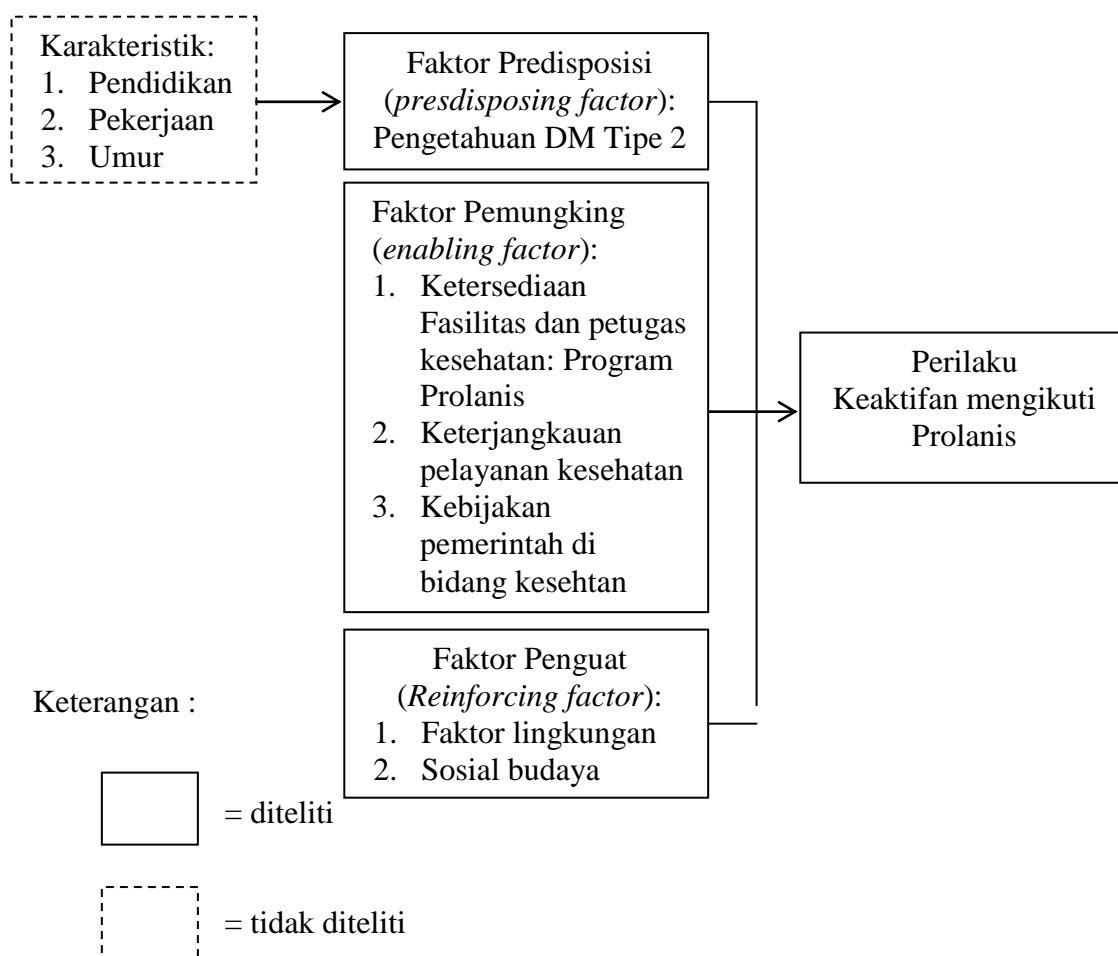 Karakteristik:
1. Pendidikan
2. Pekerjaan
3. Umur
Faktor Predisposisi
(presdisposing factor):
Pengetahuan DM Tipe 2
Faktor Pemungking
(enabling factor):
1. Ketersediaan
Fasilitas dan petugas
kesehatan: Program
Prolanis
2. Keterjangkauan
pelayanan kesehatan
3. Kebijakan
pemerintah di
bidang kesehtan
Perilaku
Keaktifan mengikuti
Prolanis
Faktor Penguat
(Reinforcing factor):
1. Faktor lingkungan
2. Sosial budaya
Keterangan :
= diteliti
= tidak diteliti